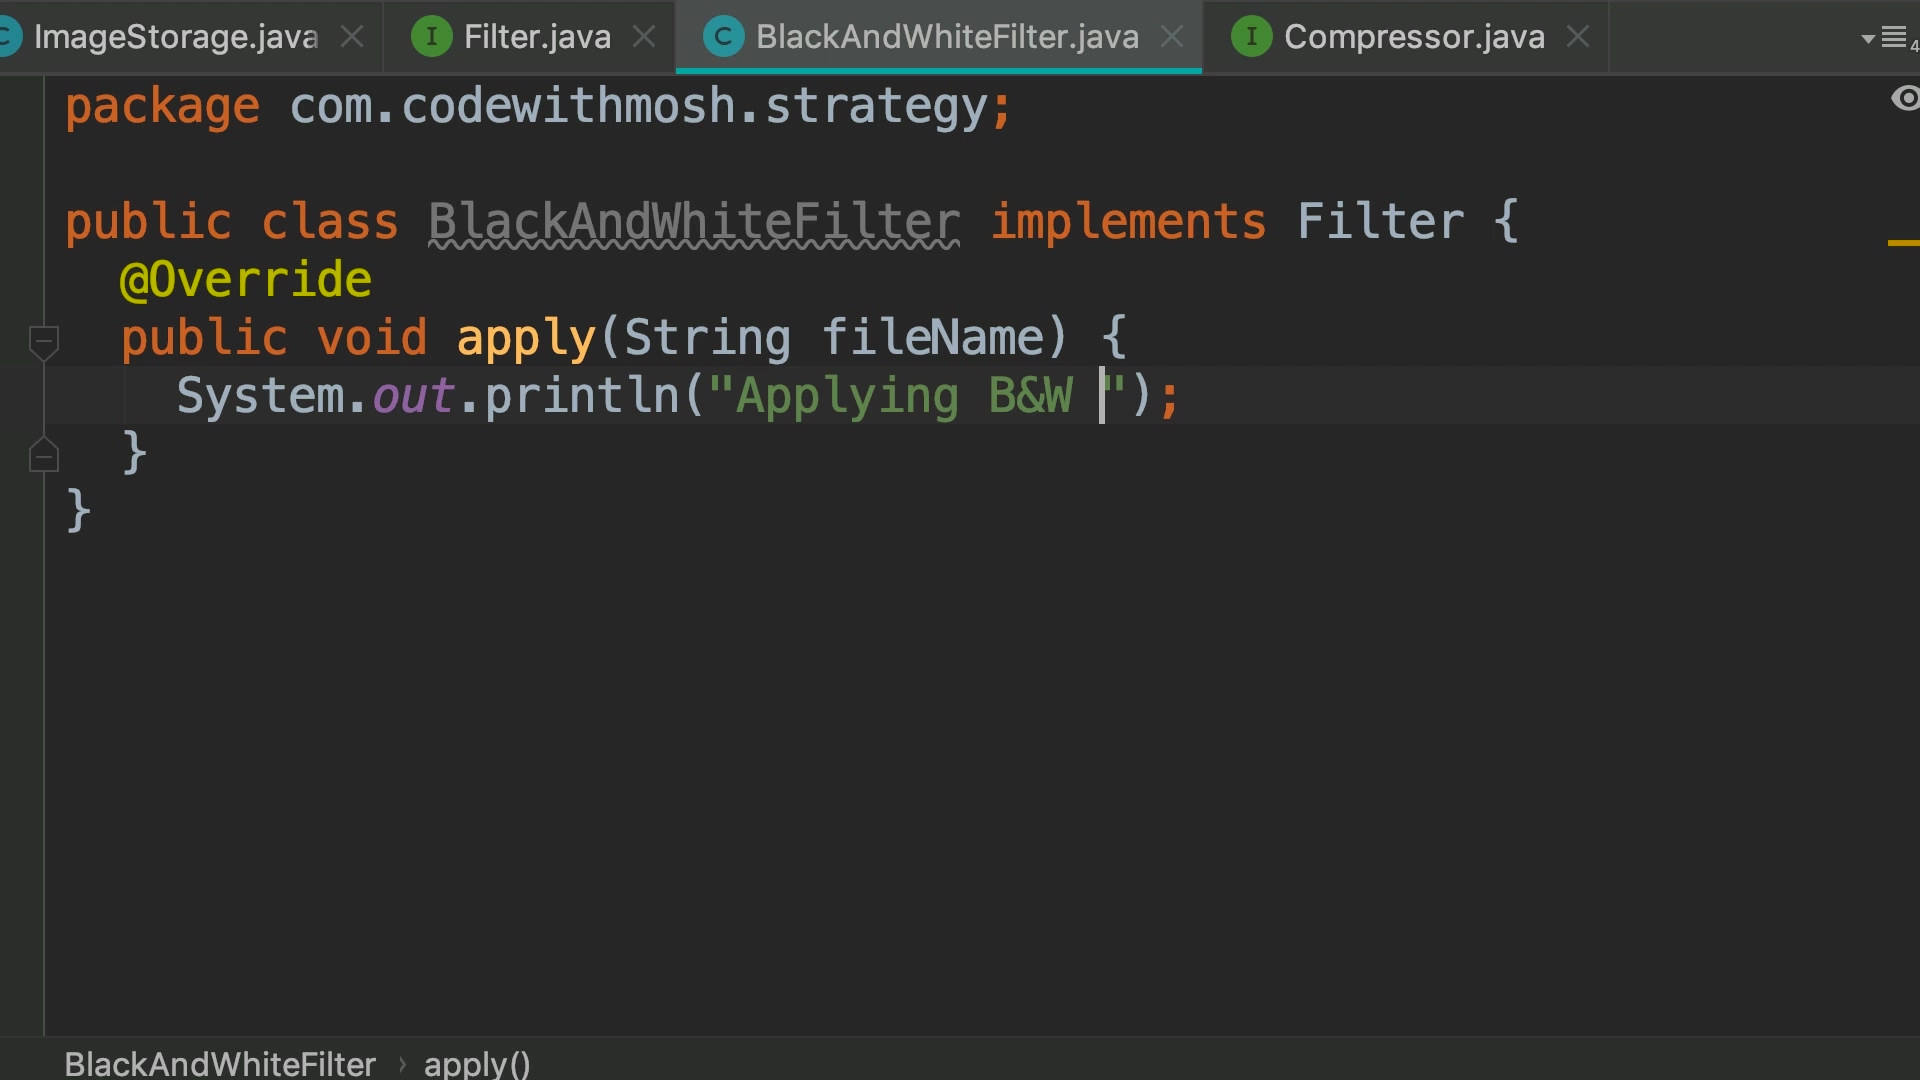 ImageStorage.java Filter.java BlackAndWhiteFilter.java Compressor.java
package com.codewithmosh.strategy;
public class BlackAndWhiteFilter implements Filter {
@Override
public void apply(String fileName) {
System.out.println("Applying B&W ");
}
}
BlackAndWhiteFilter › apply()